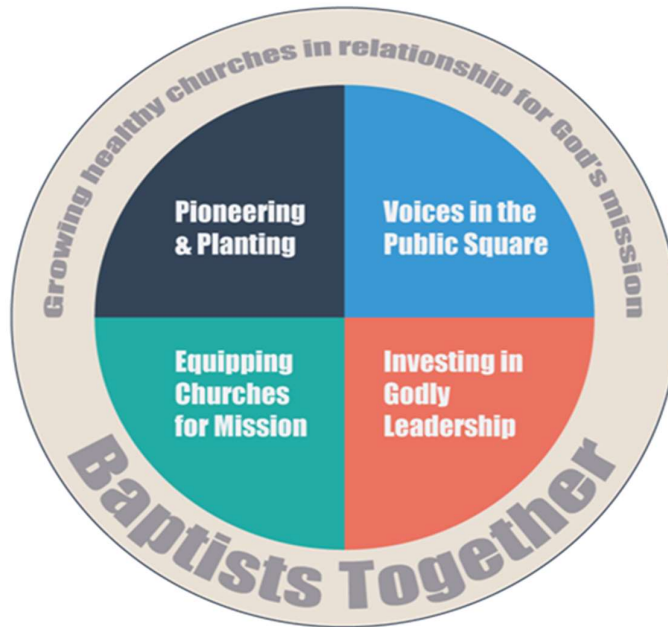 Growing healthy churches in relationship for God's mission
Pioneering
& Planting
Voices in the
Public Square
Equipping
Churches
for Mission
Investing in
Godly
Leadership
Baptists Together